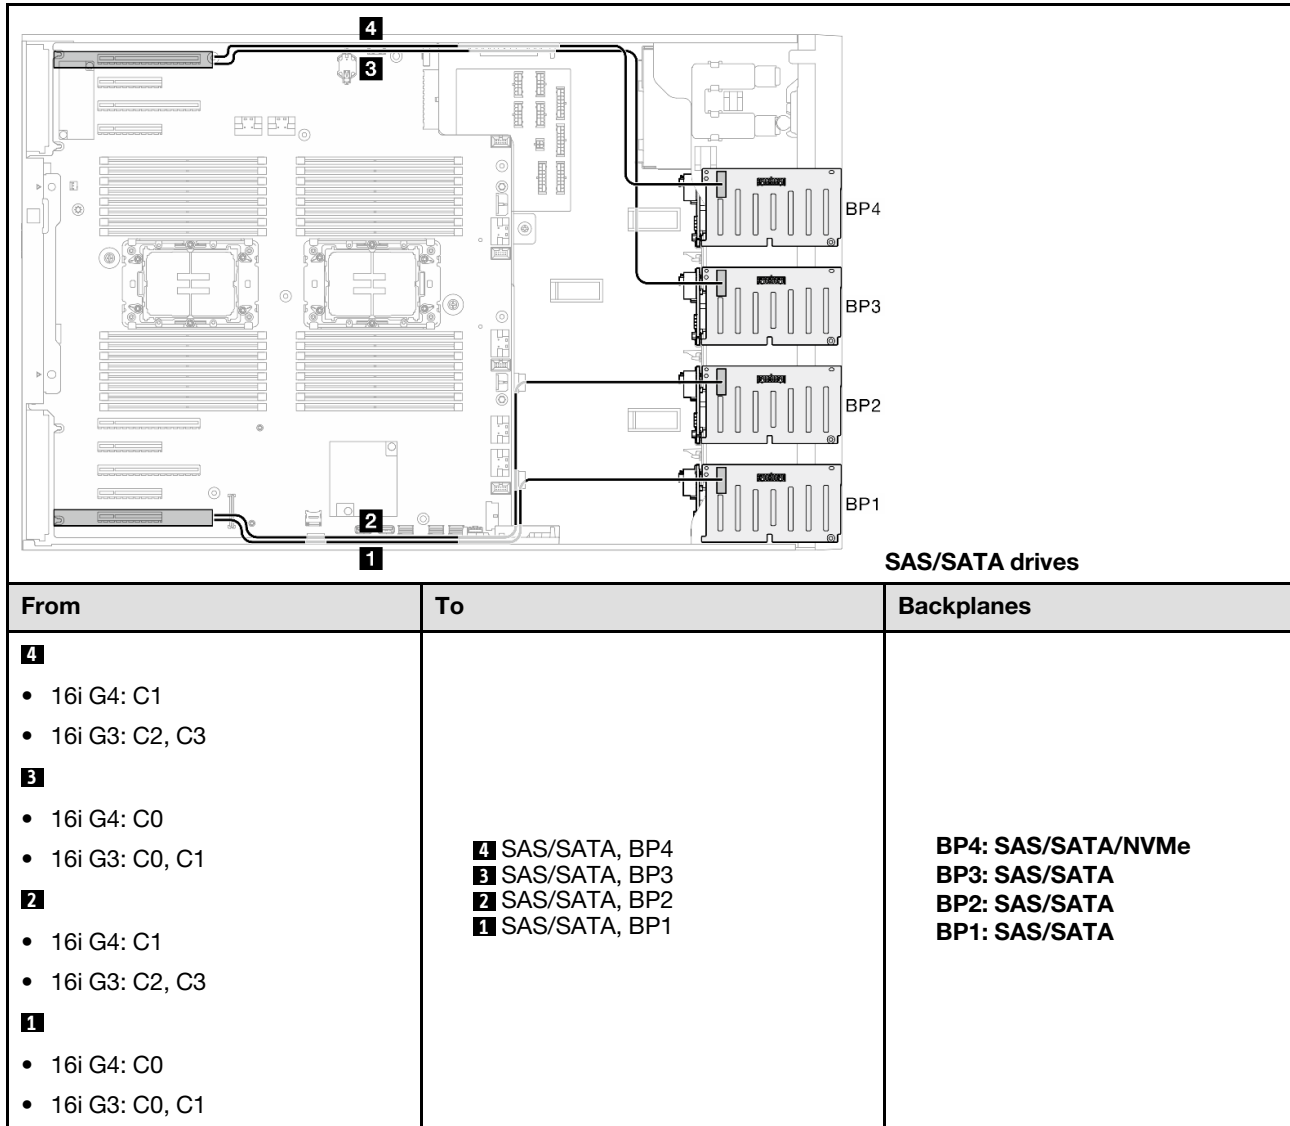 4
3
BP4
BP3
BP2
BP1
2
1
SAS/SATA drives
From
To
Backplanes
4
• 16i G4: C1
• 16i G3: C2, C3
3
• 16i G4: C0
• 16i G3: C0, C1
2
• 16i G4: C1
• 16i G3: C2, C3
1
• 16i G4: C0
• 16i G3: C0, C1
4 SAS/SATA, BP4
3 SAS/SATA, BP3
2 SAS/SATA, BP2
1 SAS/SATA, BP1
BP4: SAS/SATA/NVMe
BP3: SAS/SATA
BP2: SAS/SATA
BP1: SAS/SATA